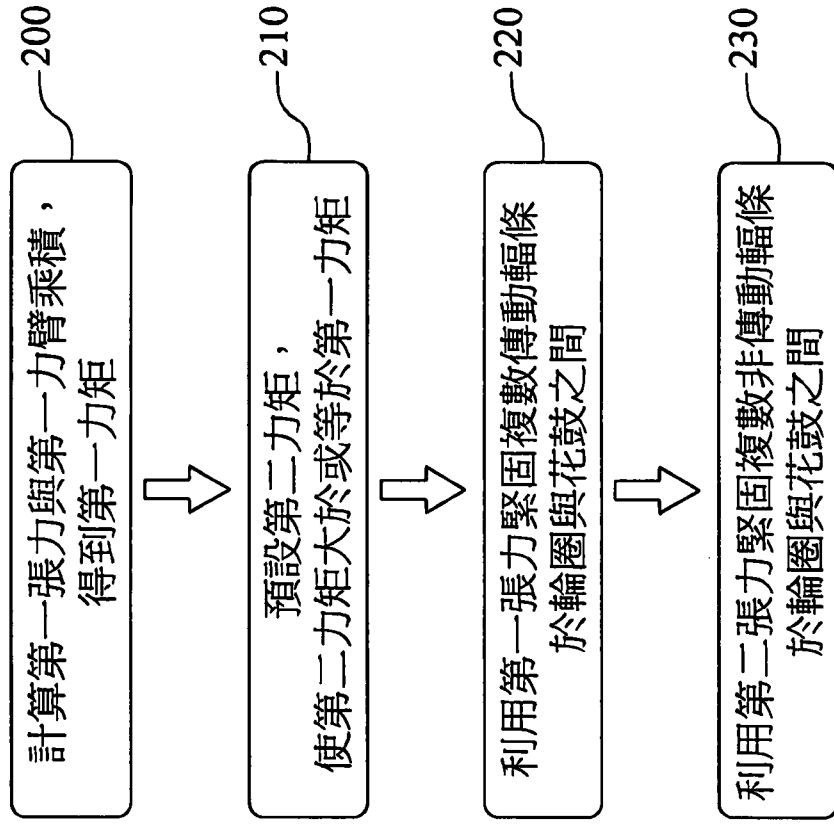 200
計算第一張力與第一力臂乘積，
得到第一力矩
210
預設第二力矩，
使第二力矩大於或等於第一力矩
220
利用第一張力緊固複數傳動輻條
於輪圈與花鼓之間
230
利用第二張力緊固複數非傳動輻條
於輪圈與花鼓之間